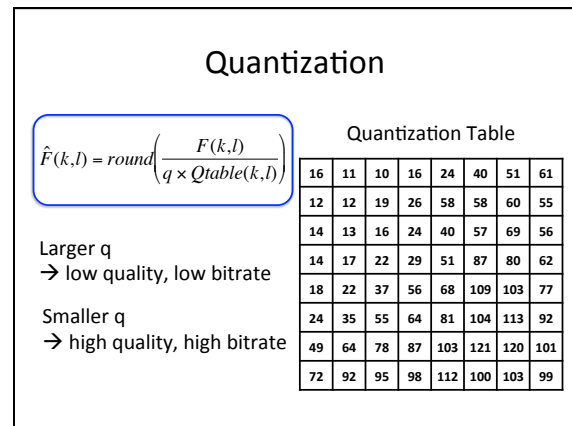 Quantization
F̂(k,l) = round(F(k,l) / (q × Qtable(k,l)))
Larger q
→ low quality, low bitrate
Smaller q
→ high quality, high bitrate
Quantization Table
16 11 10 16 24 40 51 61
12 12 19 26 58 58 60 55
14 13 16 24 40 57 69 56
14 17 22 29 51 87 80 62
18 22 37 56 68 109 103 77
24 35 55 64 81 104 113 92
49 64 78 87 103 121 120 101
72 92 95 98 112 100 103 99